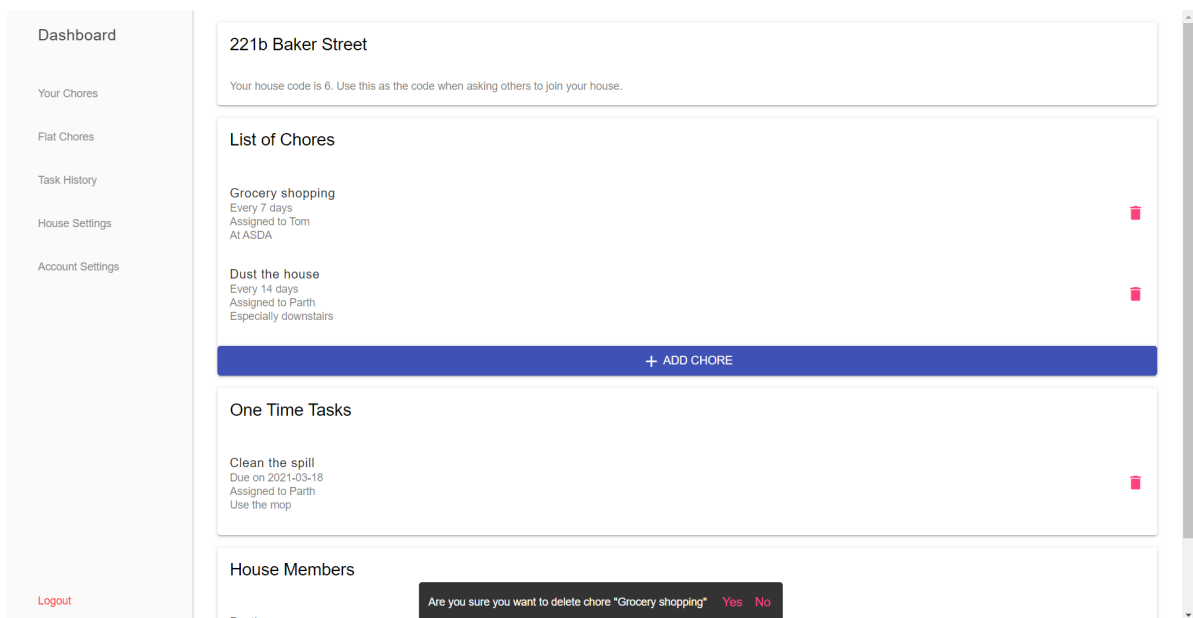 Dashboard
Your Chores
Flat Chores
Task History
House Settings
Account Settings
Logout
221b Baker Street
Your house code is 6. Use this as the code when asking others to join your house.
List of Chores
Grocery shopping
Every 7 days
Assigned to Tom
At ASDA
Dust the house
Every 14 days
Assigned to Parth
Especially downstairs
+ ADD CHORE
One Time Tasks
Clean the spill
Due on 2021-03-18
Assigned to Parth
Use the mop
House Members
Are you sure you want to delete chore "Grocery shopping" Yes No